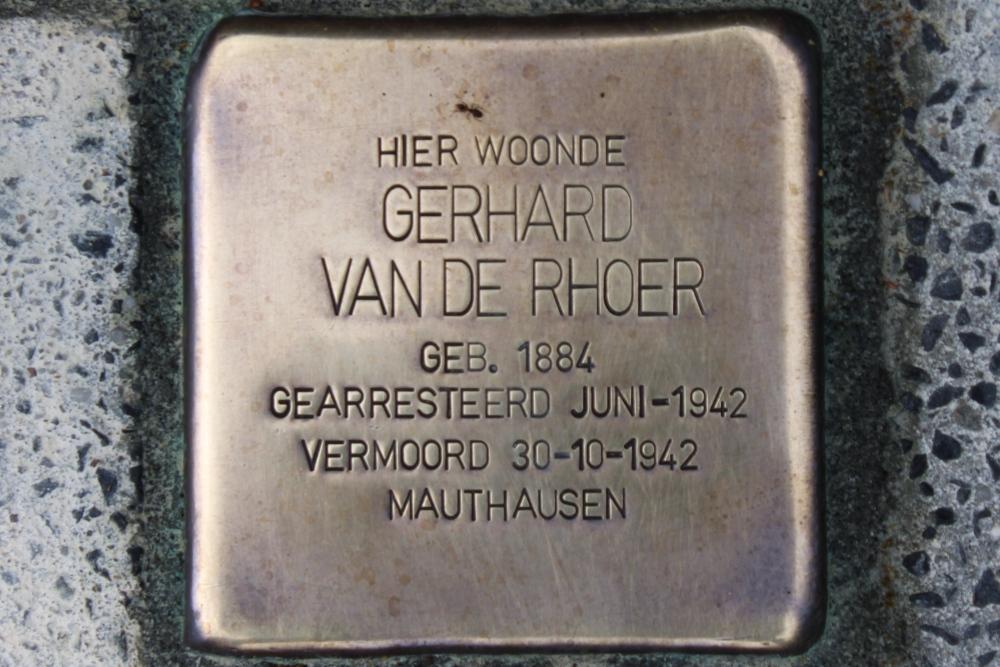 HIER WOONDE
GERHARD
VAN DE RHOER
GEB. 1884
GEARRESTEERD JUNI-1942
VERMOORD 30-10-1942
MAUTHAUSEN